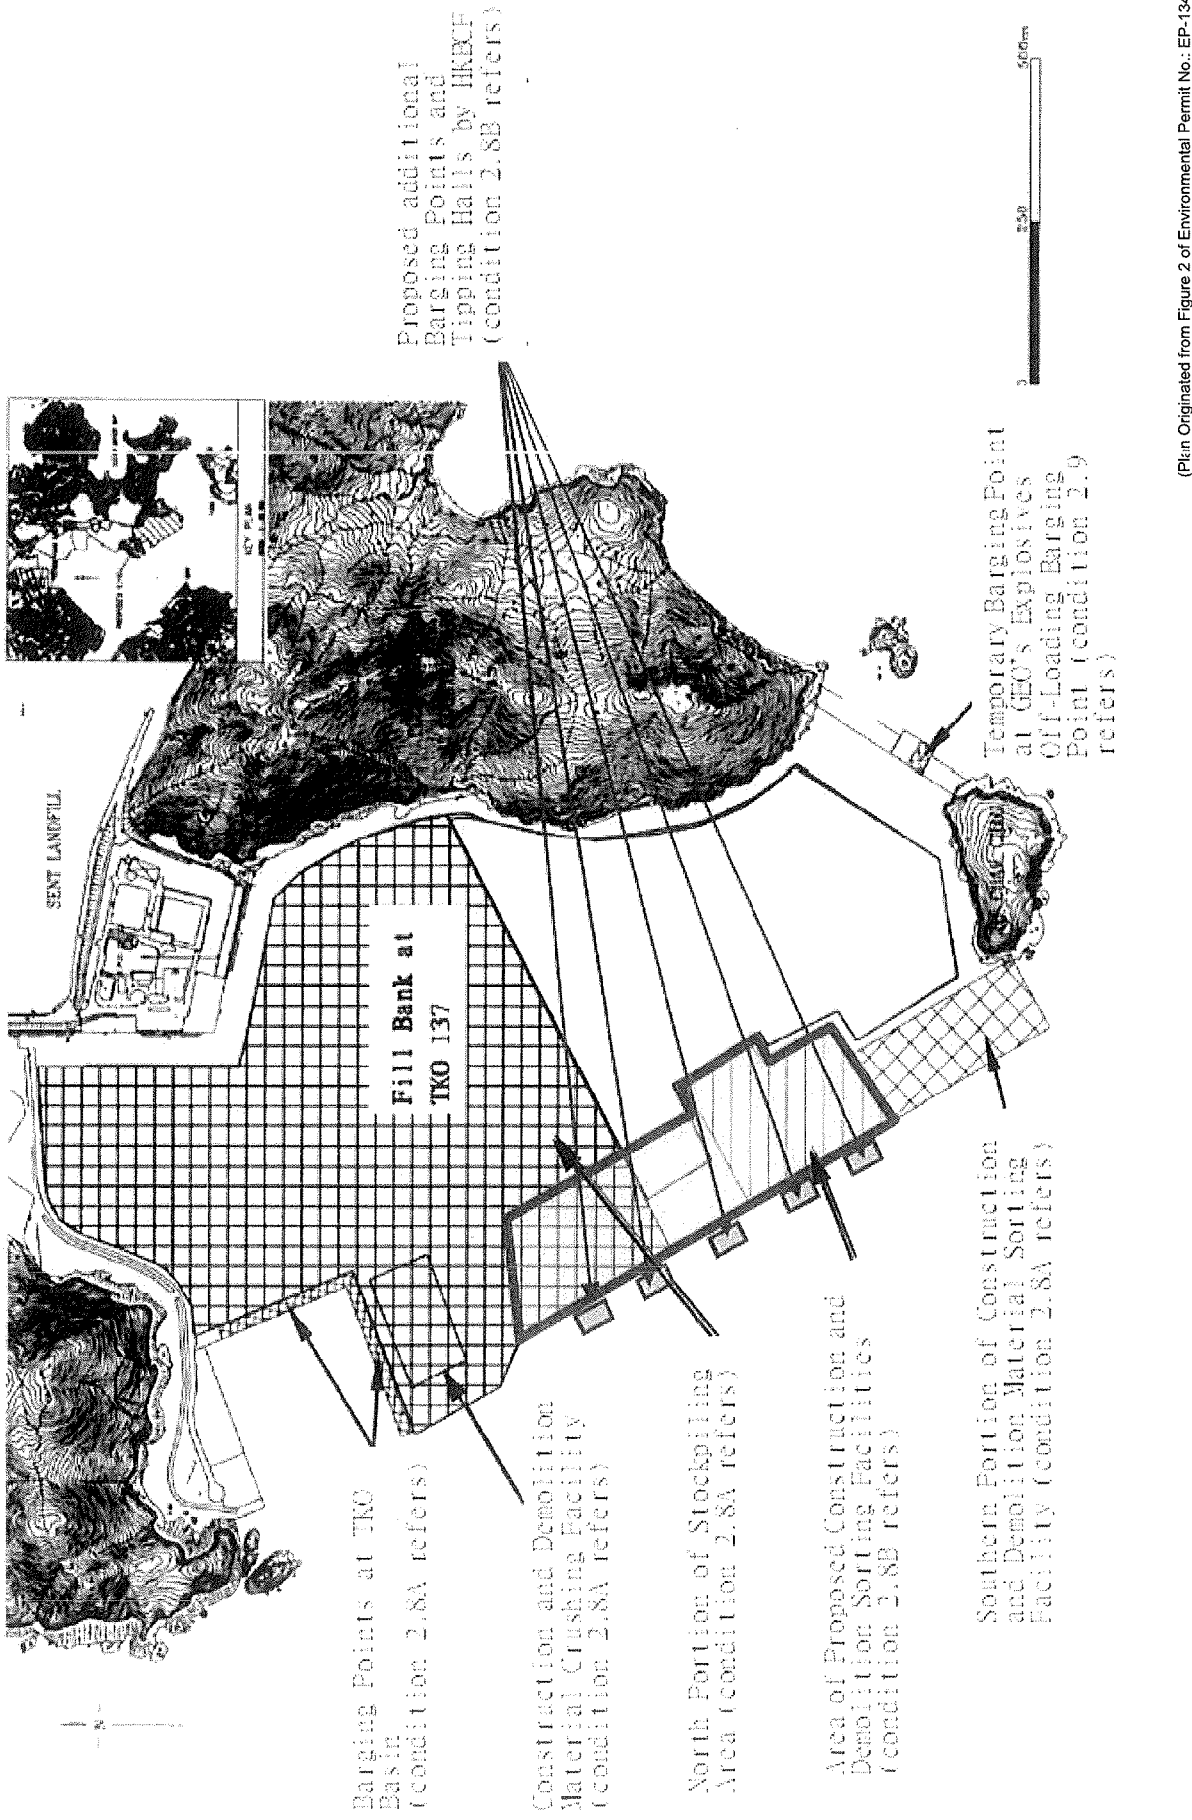 SENT LANDFILL
KEY PLAN
Proposed additional
Barging Points and
Tipping Halls by HKBCF
(condition 2.8B refers)
Fill Bank at
TKO 137
Barging Points at TKO
Basin
(condition 2.8A refers)
Construction and Demolition
Material Crushing Facility
(condition 2.8A refers)
North Portion of Stockpiling
Area (condition 2.8A refers)
Area of Proposed Construction and
Demolition Sorting Facilities
(condition 2.8B refers)
Southern Portion of Construction
and Demolition Material Sorting
Facility (condition 2.8A refers)
Temporary Barging Point
at GEO's Explosives
Off-Loading Barging
Point (condition 2.9
refers)
0 250 500m
N
(Plan Originated from Figure 2 of Environmental Permit No.: EP-134